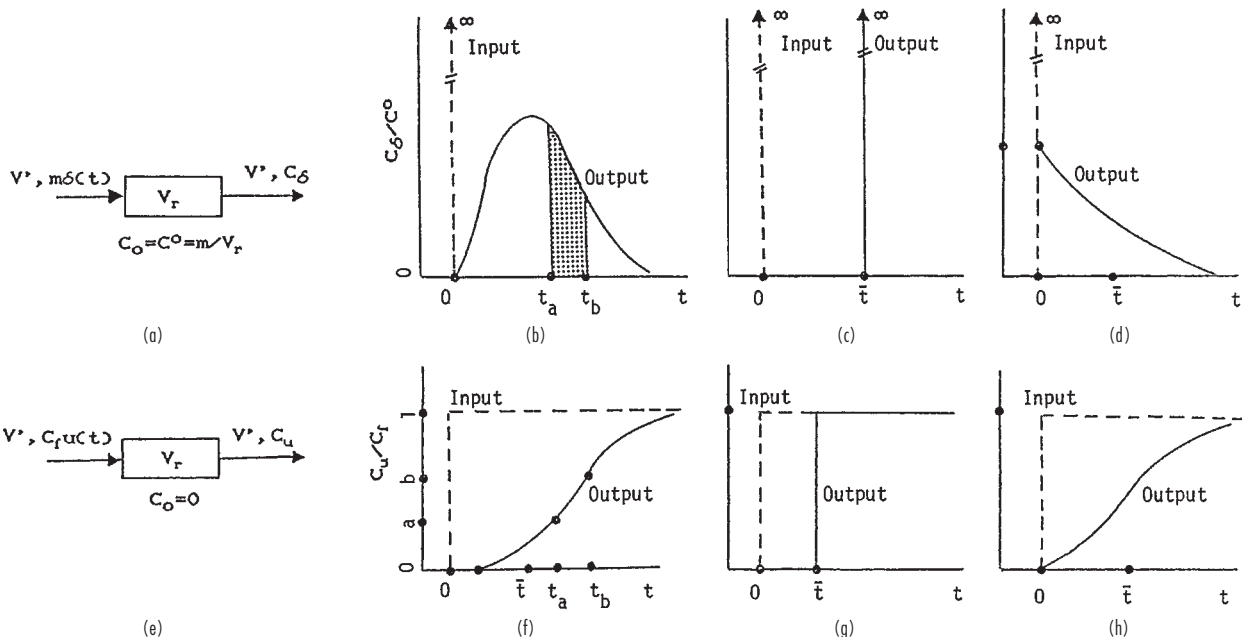 V', mδ(t)
V_r
V', C_δ
C_o=C^o=m/V_r
(a)
∞
Input
C_δ/C^o
Output
0
0
t_a
t_b
t
(b)
∞
Input
∞
Output
0
t̄
t
(c)
∞
Input
Output
0
t̄
t
(d)
V', C_f u(t)
V_r
V', C_u
C_o=0
(e)
C_u/C_f
1
b
a
0
Input
Output
0
t̄
t_a
t_b
t
(f)
Input
Output
0
t̄
t
(g)
Input
Output
0
t̄
t
(h)